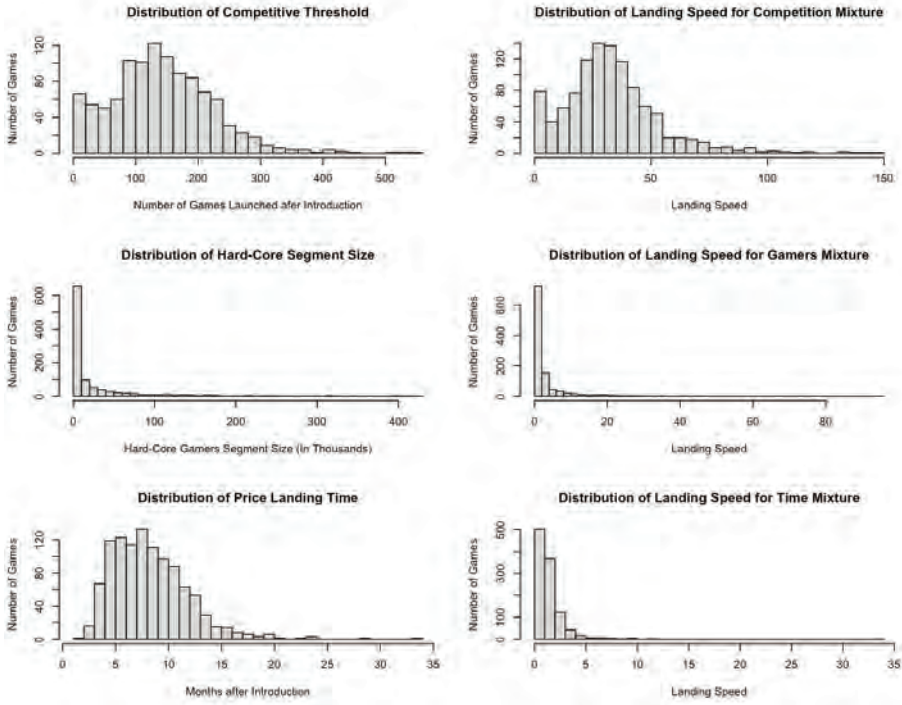 Distribution of Competitive Threshold
Number of Games
0 40 80 120
0 100 200 300 400 500
Number of Games Launched afer Introduction
Distribution of Landing Speed for Competition Mixture
Number of Games
0 40 80 120
0 50 100 150
Landing Speed
Distribution of Hard-Core Segment Size
Number of Games
0 200 400 600
0 100 200 300 400
Hard-Core Gamers Segment Size (In Thousands)
Distribution of Landing Speed for Gamers Mixture
Number of Games
0 200 400 600
0 20 40 60 80
Landing Speed
Distribution of Price Landing Time
Number of Games
0 40 80 120
0 5 10 15 20 25 30 35
Months after Introduction
Distribution of Landing Speed for Time Mixture
Number of Games
0 100 300 500
0 5 10 15 20 25 30 35
Landing Speed